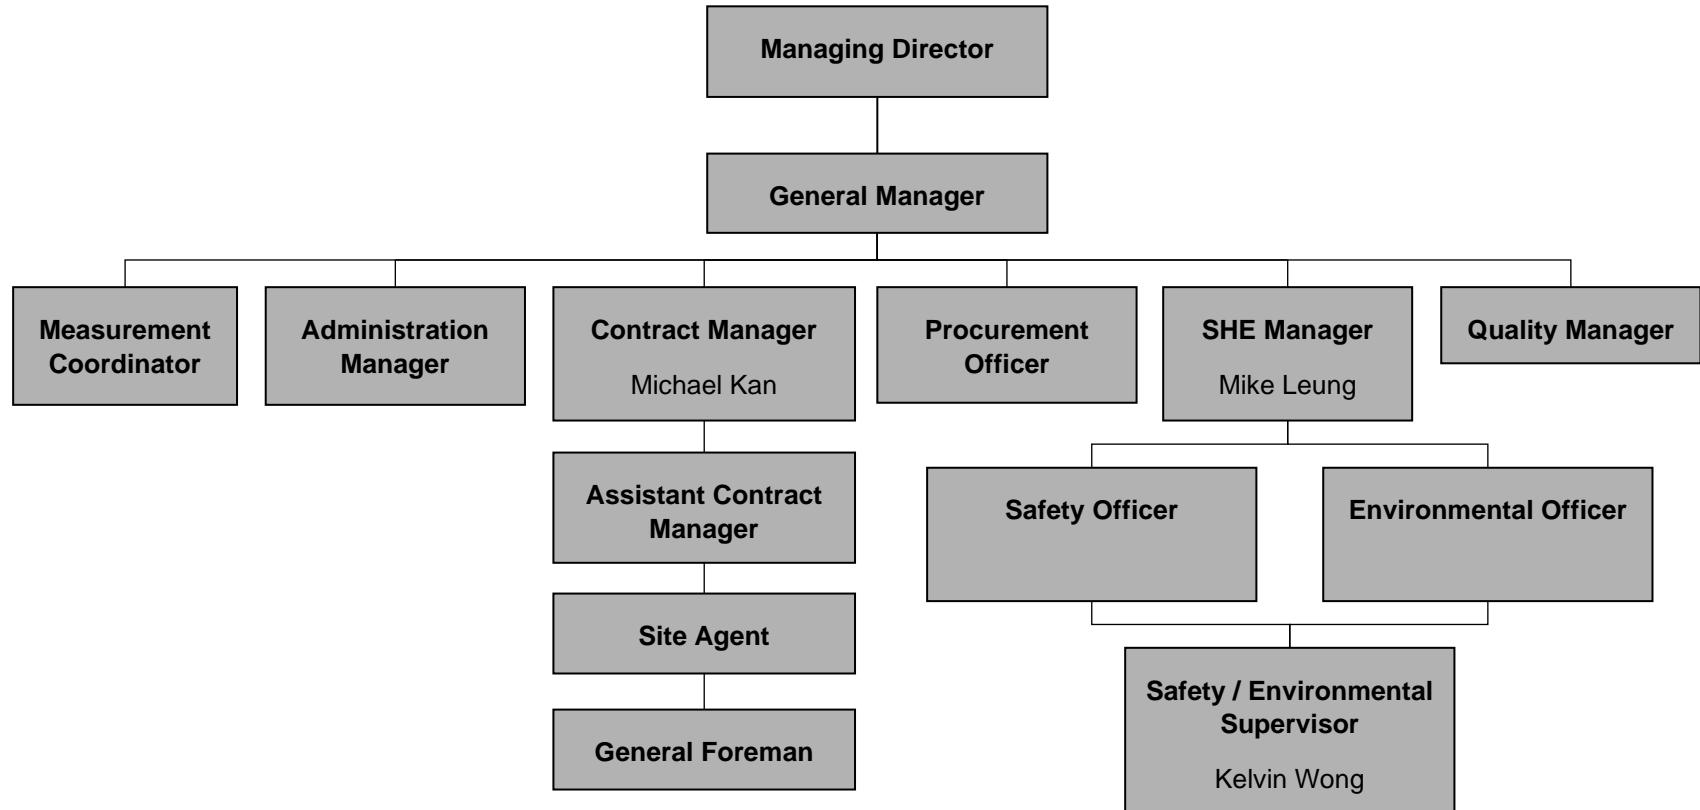 Managing Director
General Manager
Measurement
Coordinator
Administration
Manager
Contract Manager
Michael Kan
Procurement
Officer
SHE Manager
Mike Leung
Quality Manager
Assistant Contract
Manager
Safety Officer
Environmental Officer
Site Agent
Safety / Environmental
Supervisor
Kelvin Wong
General Foreman